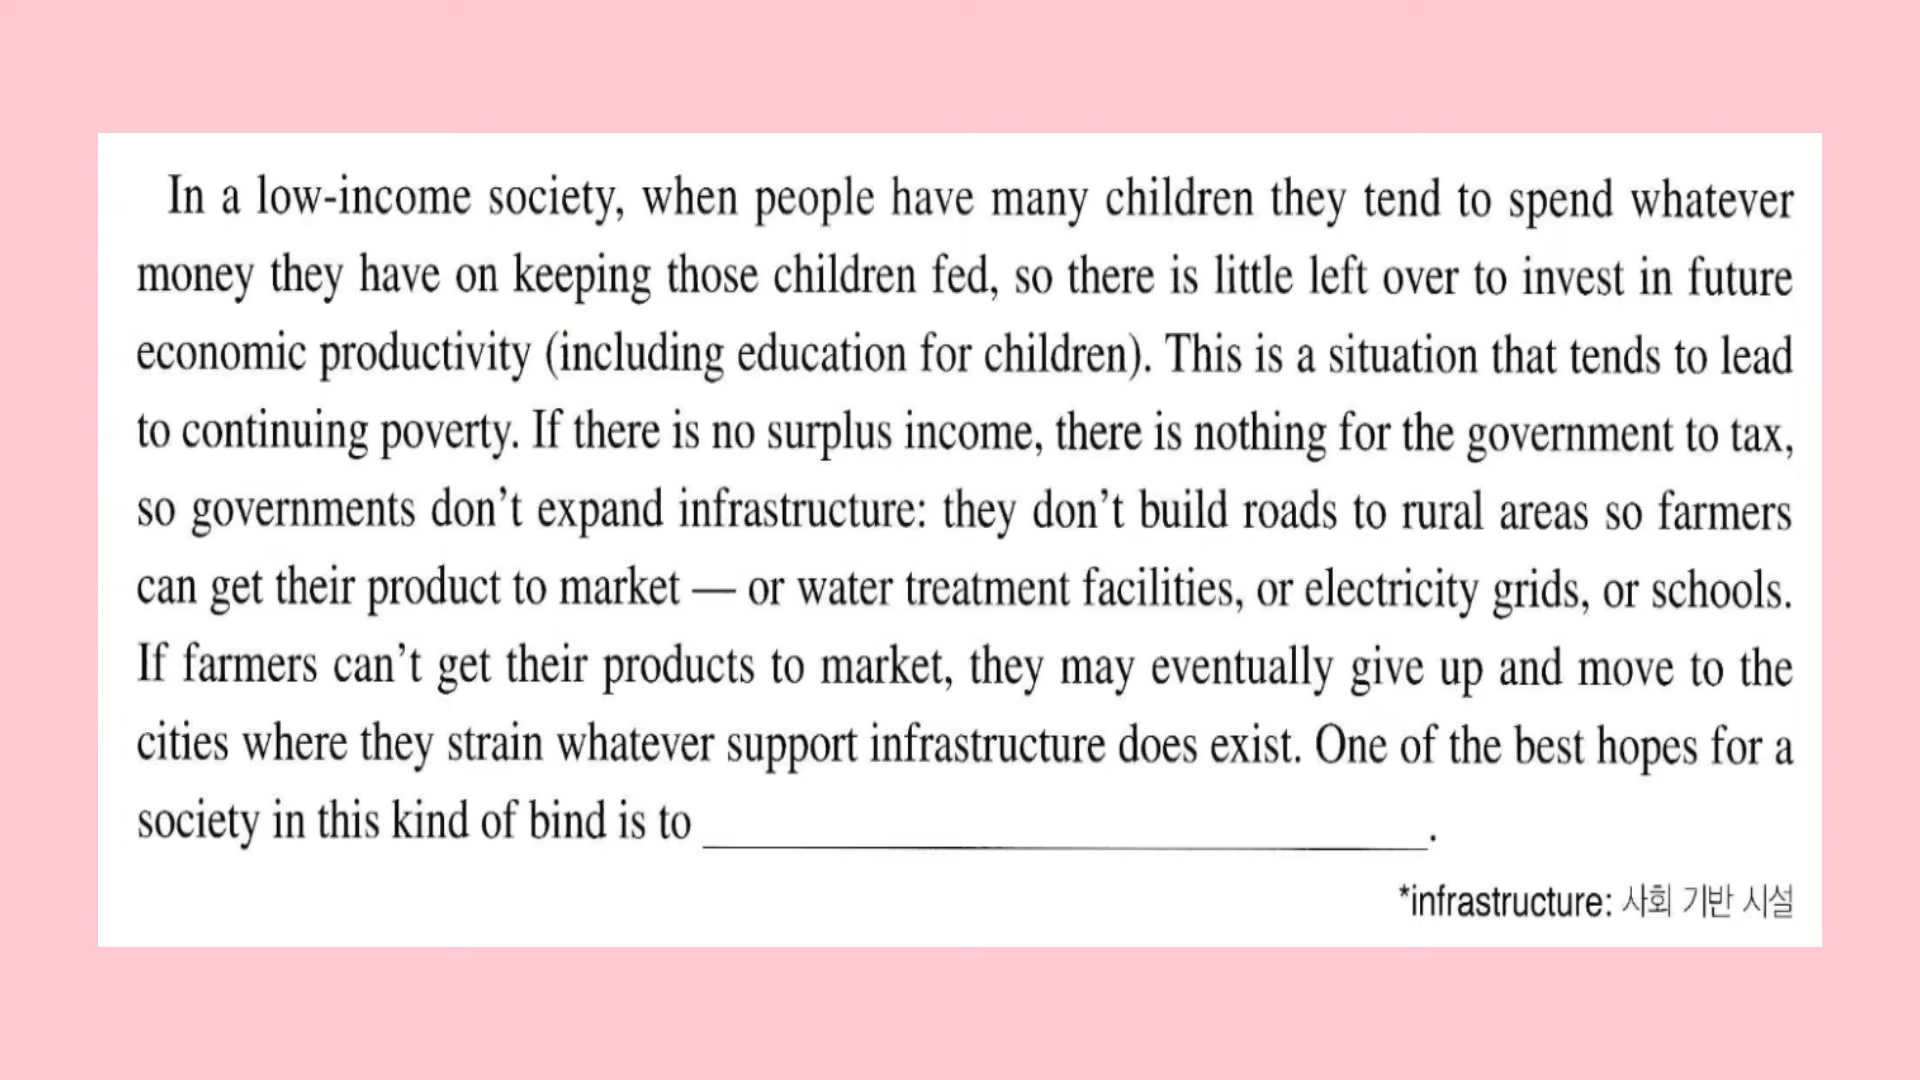 In a low-income society, when people have many children they tend to spend whatever
money they have on keeping those children fed, so there is little left over to invest in future
economic productivity (including education for children). This is a situation that tends to lead
to continuing poverty. If there is no surplus income, there is nothing for the government to tax,
so governments don’t expand infrastructure: they don’t build roads to rural areas so farmers
can get their product to market — or water treatment facilities, or electricity grids, or schools.
If farmers can’t get their products to market, they may eventually give up and move to the
cities where they strain whatever support infrastructure does exist. One of the best hopes for a
society in this kind of bind is to ______________________________.
*infrastructure: 사회 기반 시설